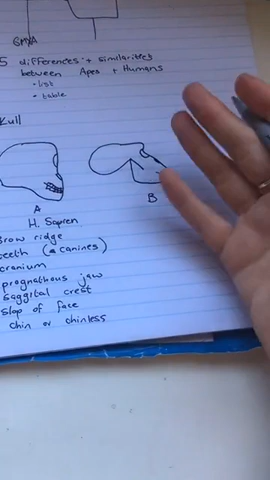 GMYA
5 differences + similarities
between Apes + Humans
• list
• table
kull
A
B
H. Sapien
Brow ridge
teeth (canines)
cranium
prognathous jaw
saggital crest
slop of face
chin or chinless